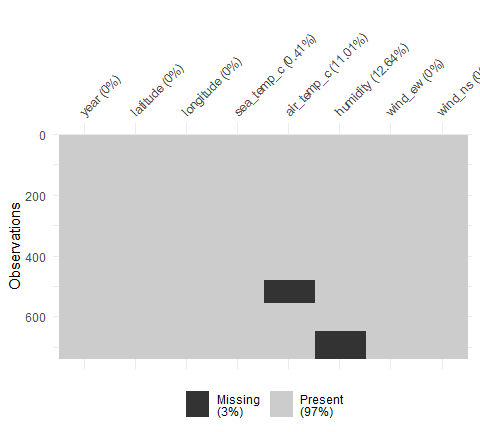 year (0%)
latitude (0%)
longitude (0%)
sea_temp_c (0.41%)
air_temp_c (11.01%)
humidity (12.64%)
wind_ew (0%)
wind_ns (0
0
200
400
600
Observations
Missing
(3%)
Present
(97%)